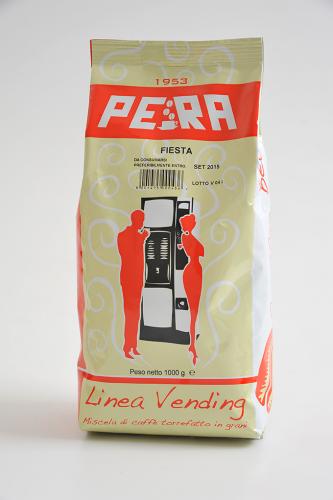 1953
PERA
FIESTA
DA CONSUMARSI
PREFERIBILMENTE ENTRO: SET 2015
LOTTO V
Peso netto 1000 g e
Linea Vending
Miscela di caffè torrefatto in grani